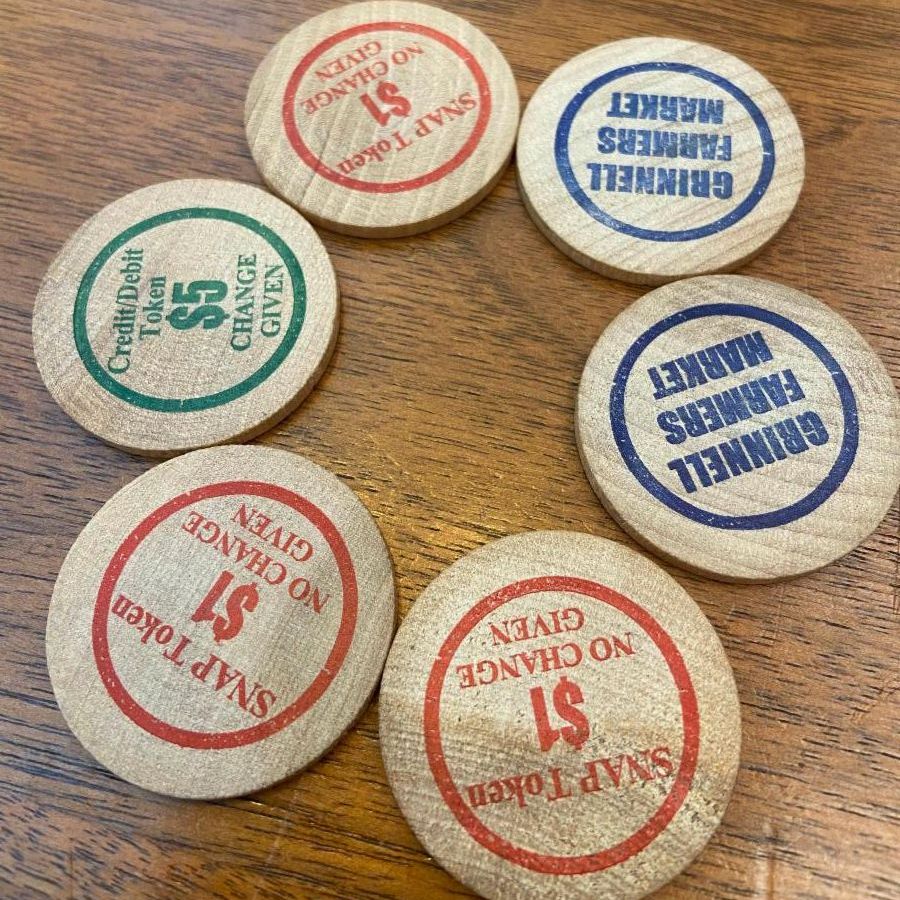 SNAP Token
$1
NO CHANGE
GIVEN
GRINNELL
FARMERS
MARKET
Credit/Debit
Token
$5
CHANGE
GIVEN
GRINNELL
FARMERS
MARKET
SNAP Token
$1
NO CHANGE
GIVEN
SNAP Token
$1
NO CHANGE
GIVEN